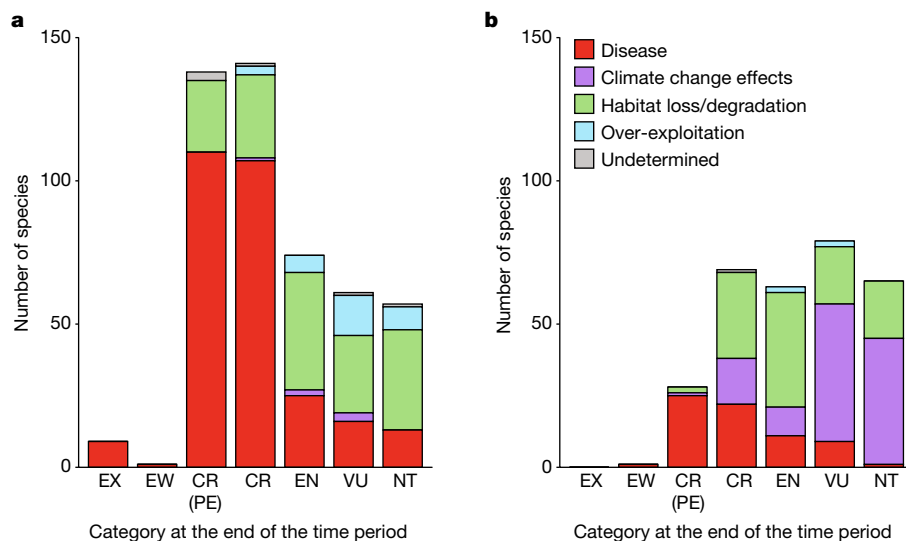 a
150
100
50
0
Number of species
EX
EW
CR
(PE)
CR
EN
VU
NT
Category at the end of the time period
b
150
100
50
0
Number of species
Disease
Climate change effects
Habitat loss/degradation
Over-exploitation
Undetermined
EX
EW
CR
(PE)
CR
EN
VU
NT
Category at the end of the time period